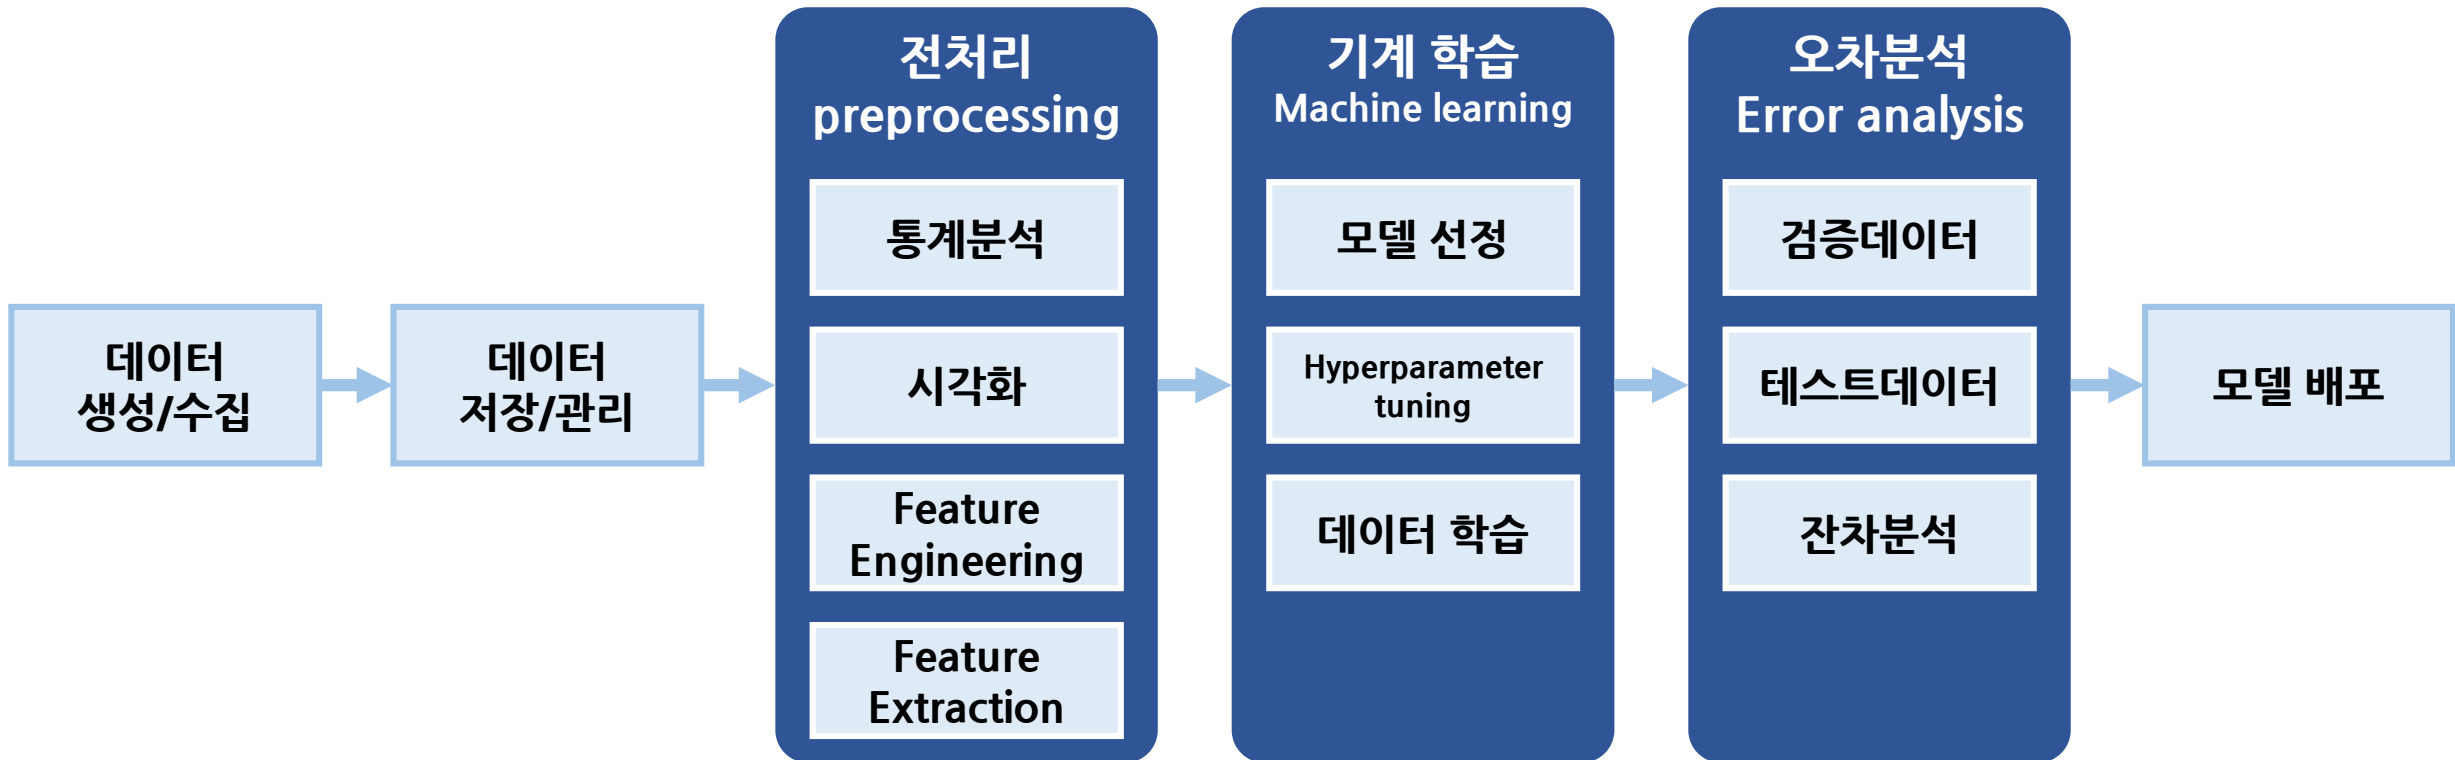 데이터
생성/수집
데이터
저장/관리
전처리
preprocessing
통계분석
시각화
Feature
Engineering
Feature
Extraction
기계 학습
Machine learning
모델 선정
Hyperparameter
tuning
데이터 학습
오차분석
Error analysis
검증데이터
테스트데이터
잔차분석
모델 배포